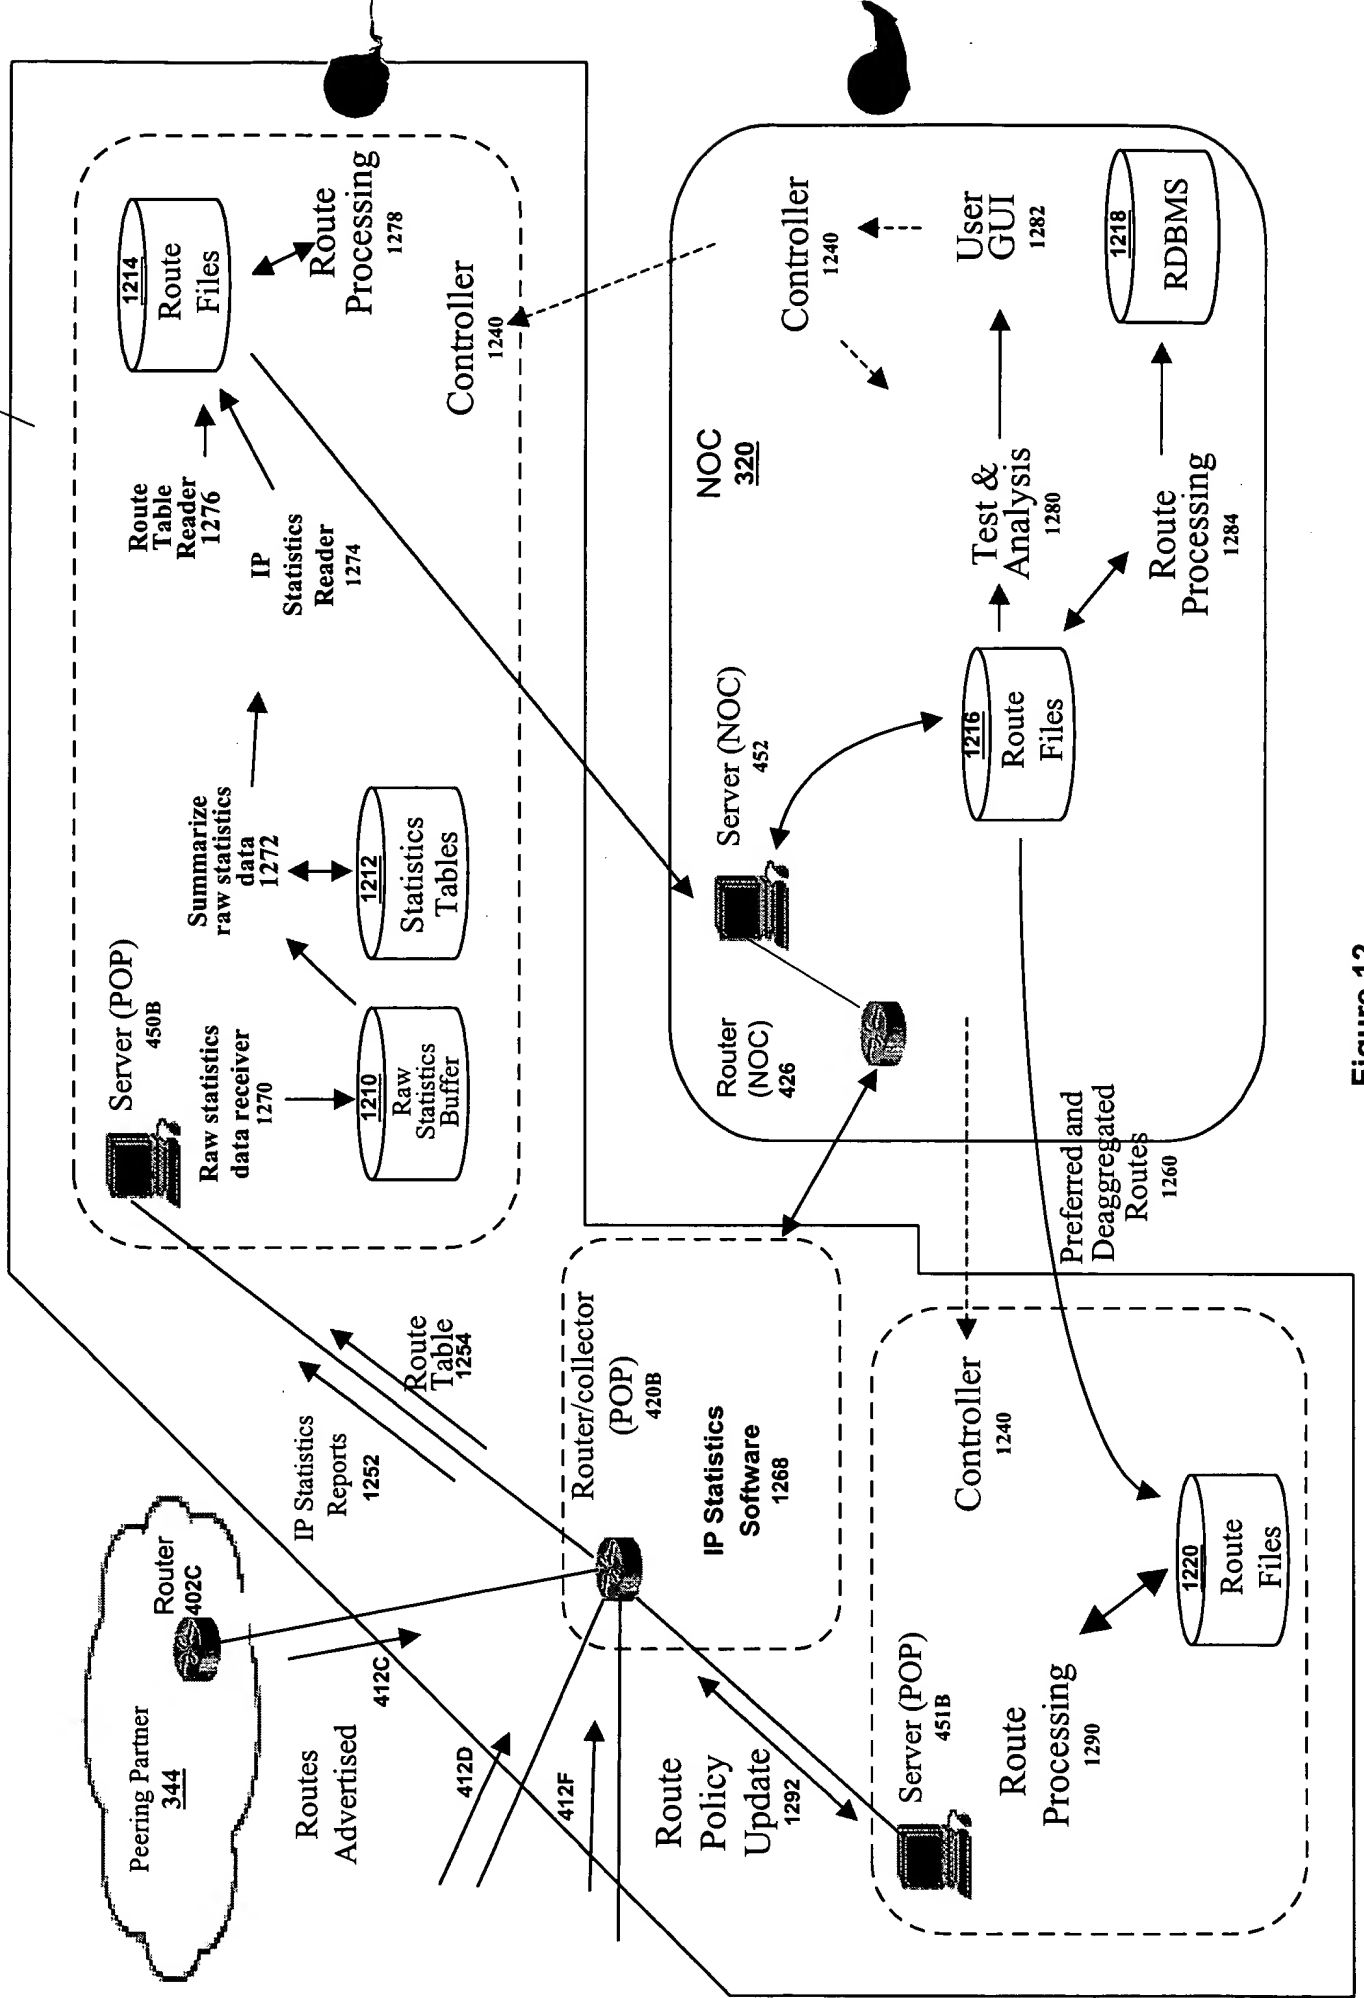 Peering Partner
344
Router
402C
Routes
Advertised
412C
412D
412F
IP Statistics
Reports
1252
Route
Table
1254
Server (POP)
450B
Raw statistics
data receiver
1270
1210
Raw
Statistics
Buffer
Summarize
raw statistics
data
1272
1212
Statistics
Tables
Route
Table
Reader
1276
IP
Statistics
Reader
1274
1214
Route
Files
Route
Processing
1278
Controller
1240
Router/collector
(POP)
420B
IP Statistics
Software
1268
Route
Policy
Update
1292
Server (POP)
451B
Route
Processing
1290
Controller
1240
1220
Route
Files
Preferred and
Deaggregated
Routes
1260
NOC
320
Router
(NOC)
426
Server (NOC)
452
1216
Route
Files
Test &
Analysis
1280
Route
Processing
1284
Controller
1240
User
GUI
1282
1218
RDBMS
Figure 12